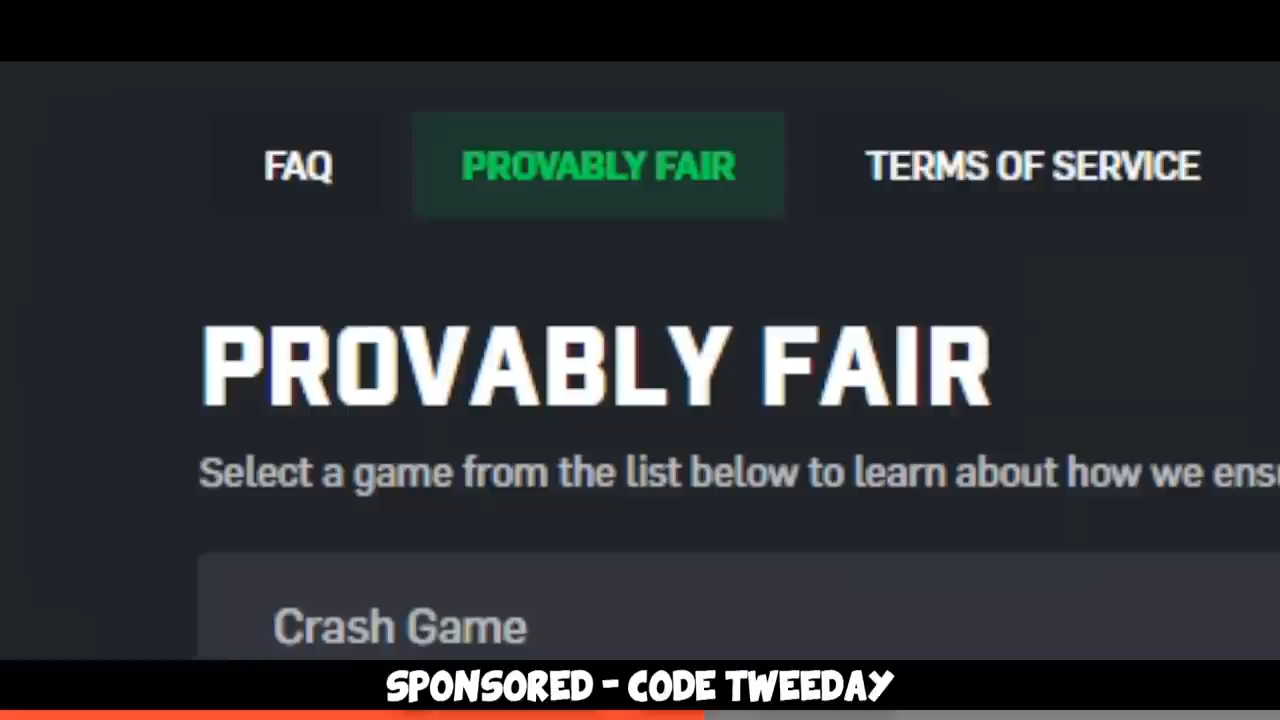 FAQ PROVABLY FAIR TERMS OF SERVICE
PROVABLY FAIR
Select a game from the list below to learn about how we
Crash Game
SPONSORED - CODE TWEEDAY